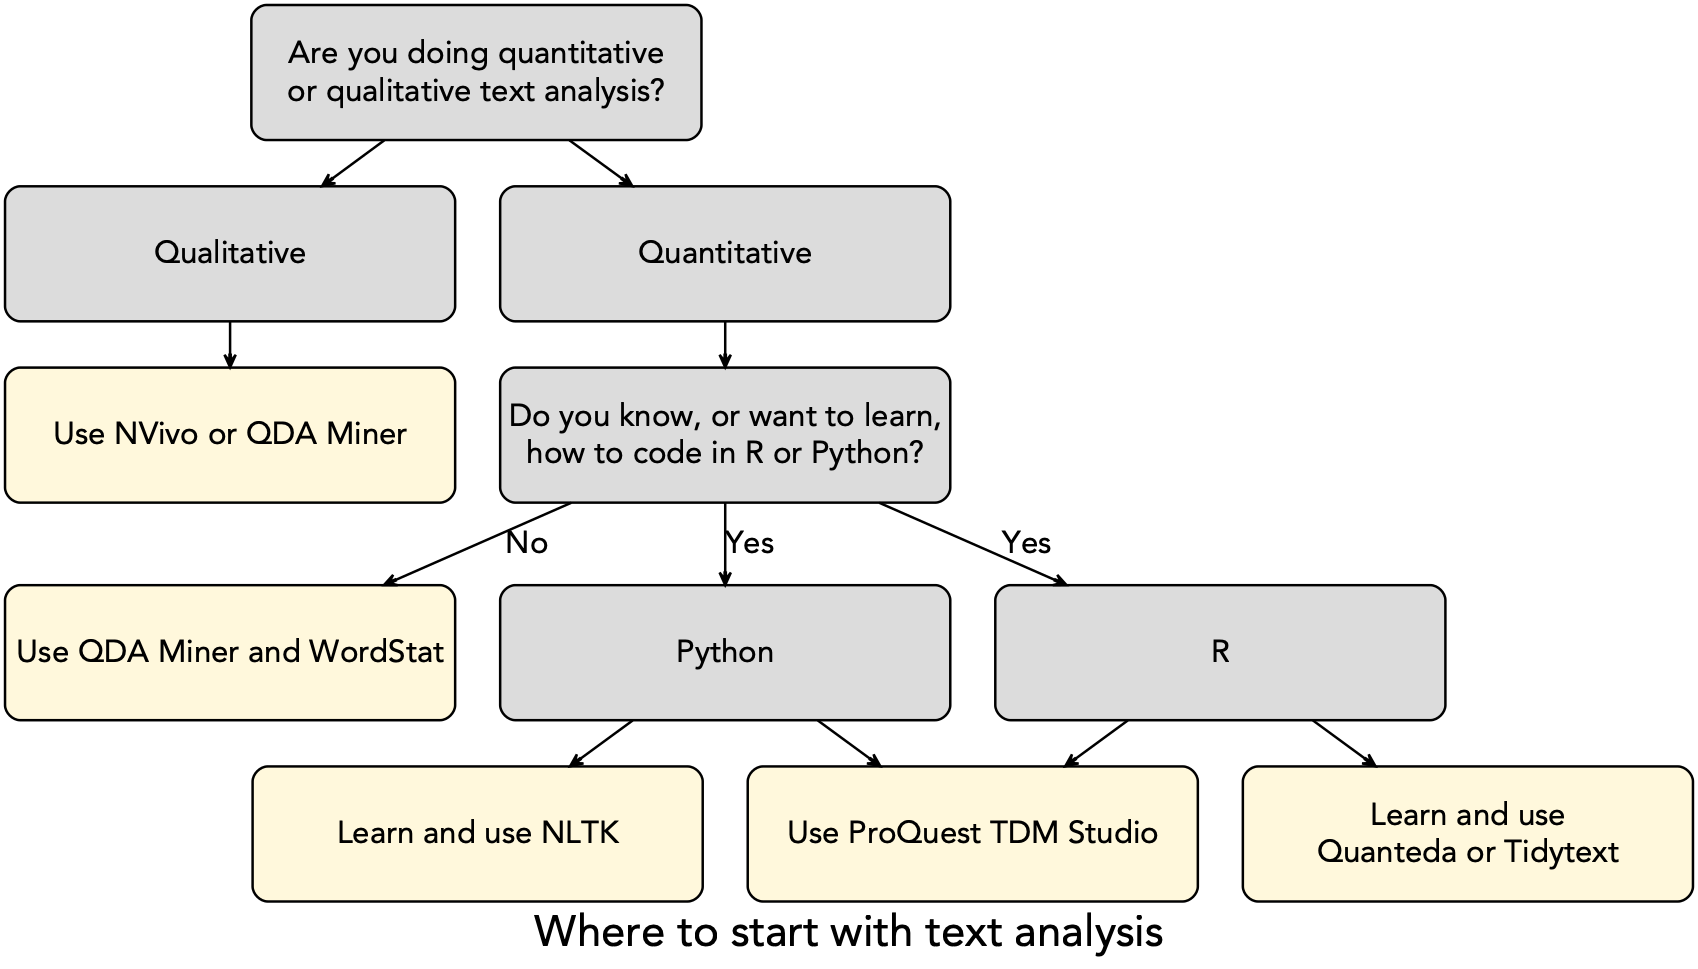 Are you doing quantitative
or qualitative text analysis?
Qualitative
Quantitative
Use NVivo or QDA Miner
Do you know, or want to learn,
how to code in R or Python?
No
Yes
Yes
Use QDA Miner and WordStat
Python
R
Learn and use NLTK
Use ProQuest TDM Studio
Learn and use
Quanteda or Tidytext
Where to start with text analysis